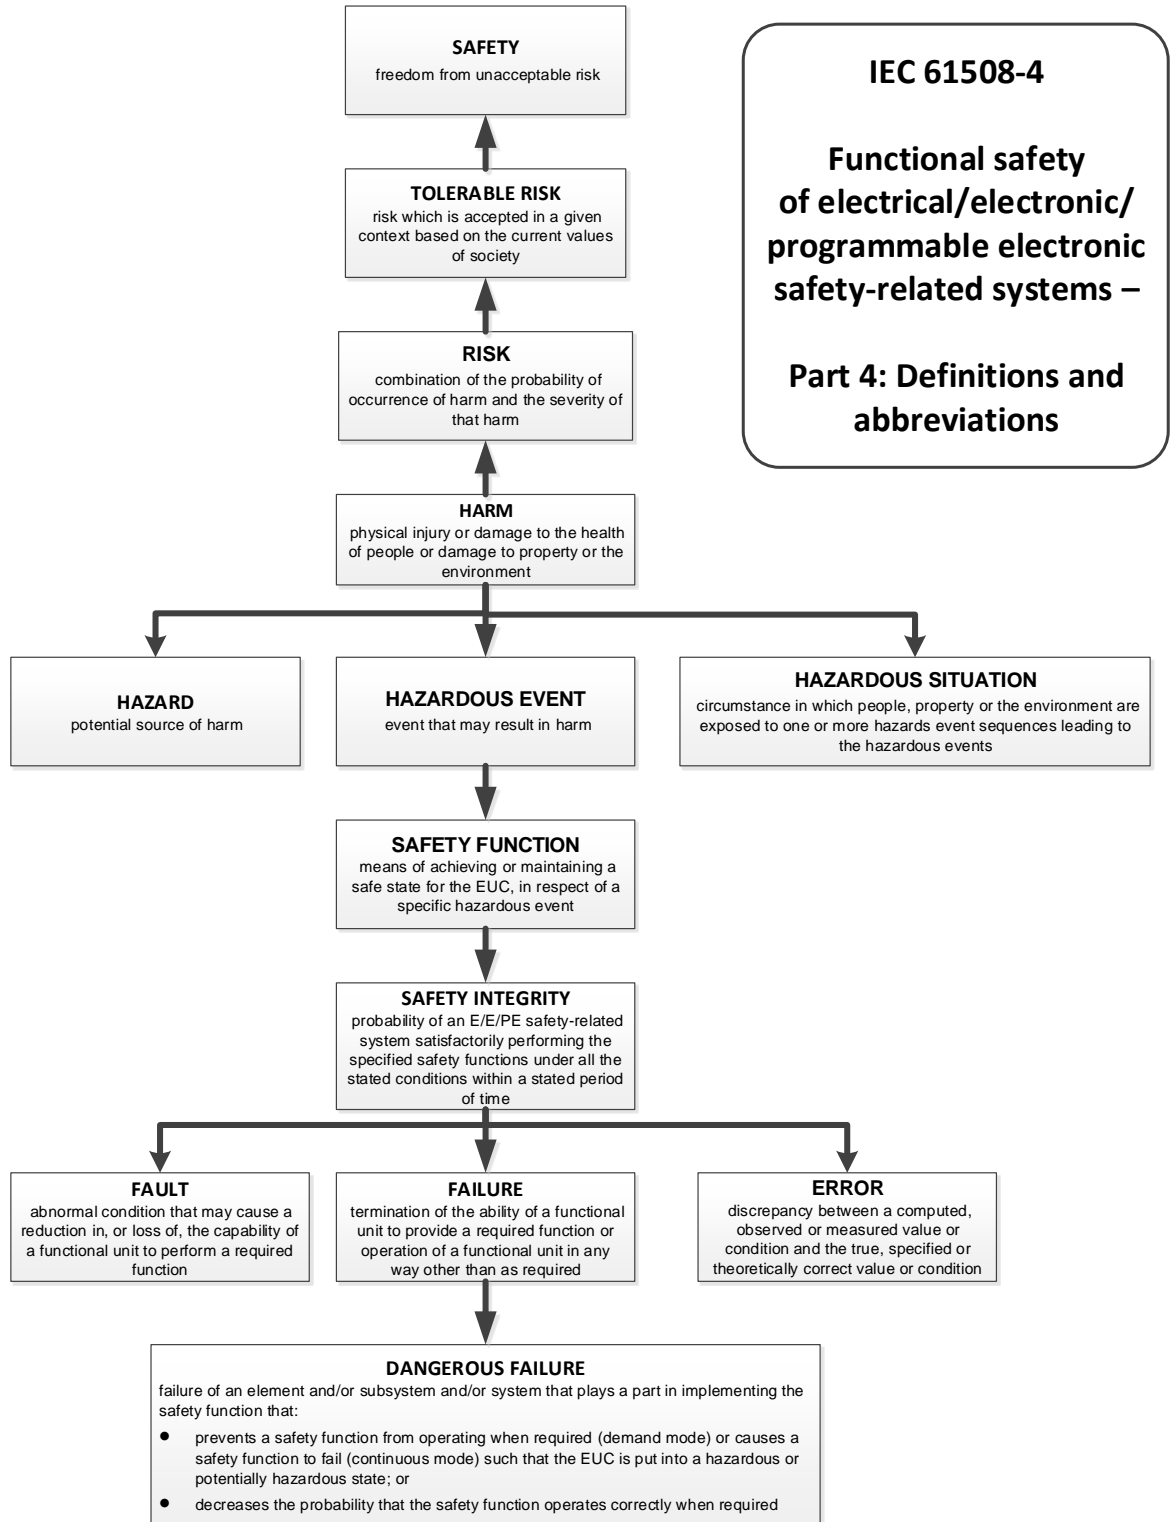 SAFETY
freedom from unacceptable risk
IEC 61508-4
Functional safety
of electrical/electronic/
programmable electronic
safety-related systems –
Part 4: Definitions and
abbreviations
TOLERABLE RISK
risk which is accepted in a given
context based on the current values
of society
RISK
combination of the probability of
occurrence of harm and the severity of
that harm
HARM
physical injury or damage to the health
of people or damage to property or the
environment
HAZARD
potential source of harm
HAZARDOUS EVENT
event that may result in harm
HAZARDOUS SITUATION
circumstance in which people, property or the environment are
exposed to one or more hazards event sequences leading to
the hazardous events
SAFETY FUNCTION
means of achieving or maintaining a
safe state for the EUC, in respect of a
specific hazardous event
SAFETY INTEGRITY
probability of an E/E/PE safety-related
system satisfactorily performing the
specified safety functions under all the
stated conditions within a stated period
of time
FAULT
abnormal condition that may cause a
reduction in, or loss of, the capability of
a functional unit to perform a required
function
FAILURE
termination of the ability of a functional
unit to provide a required function or
operation of a functional unit in any
way other than as required
ERROR
discrepancy between a computed,
observed or measured value or
condition and the true, specified or
theoretically correct value or condition
DANGEROUS FAILURE
failure of an element and/or subsystem and/or system that plays a part in implementing the
safety function that:
● prevents a safety function from operating when required (demand mode) or causes a
safety function to fail (continuous mode) such that the EUC is put into a hazardous or
potentially hazardous state; or
● decreases the probability that the safety function operates correctly when required